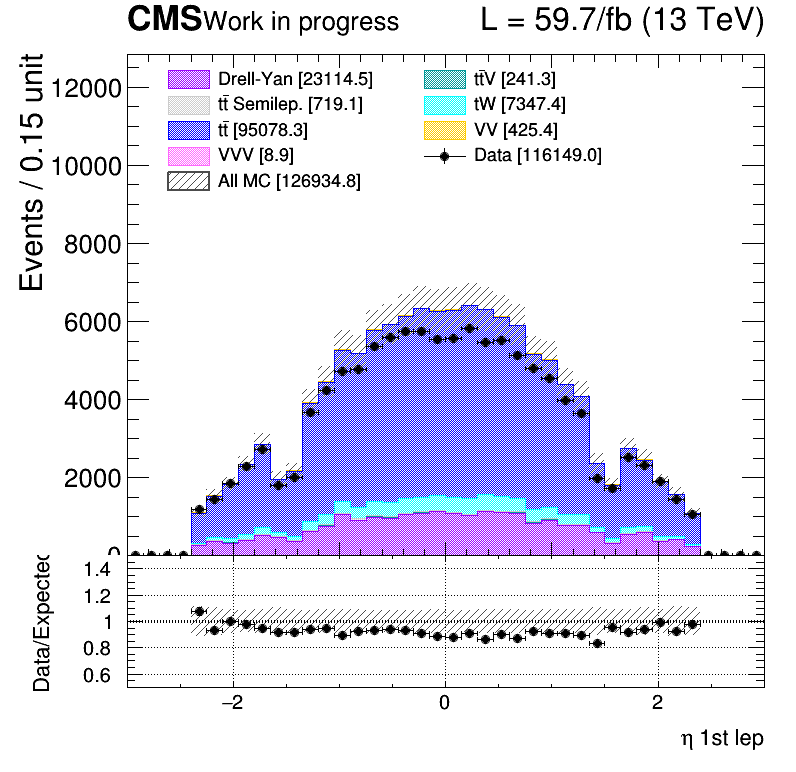 CMS Work in progress L = 59.7/fb (13 TeV)
Events / 0.15 unit
12000
10000
8000
6000
4000
2000
0
Drell-Yan [23114.5]
tt̄ Semilep. [719.1]
tt̄ [95078.3]
VVV [8.9]
All MC [126934.8]
tt̄V [241.3]
tW [7347.4]
VV [425.4]
Data [116149.0]
Data/Expected
1.4
1.2
1
0.8
0.6
−2 0 2
η 1st lep